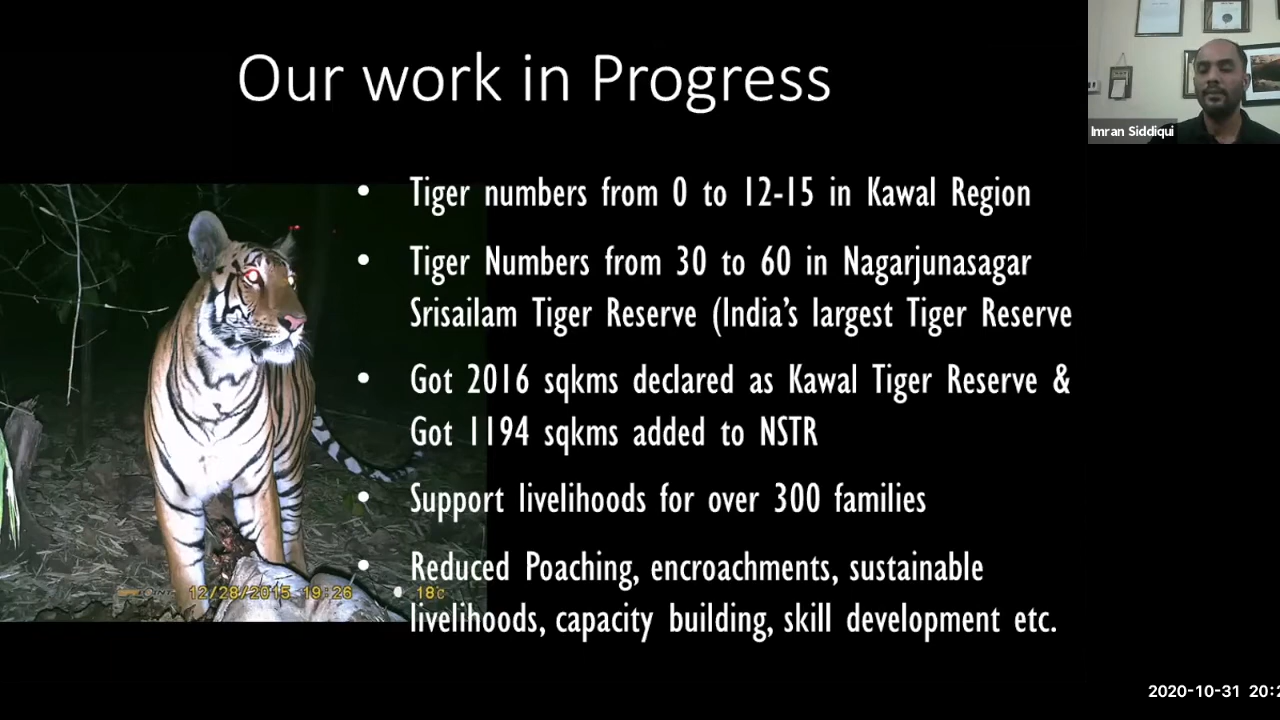 Our work in Progress
Imran Siddiqui
• Tiger numbers from 0 to 12-15 in Kawal Region
• Tiger Numbers from 30 to 60 in Nagarjunasagar
Srisailam Tiger Reserve (India’s largest Tiger Reserve
• Got 2016 sqkms declared as Kawal Tiger Reserve &
Got 1194 sqkms added to NSTR
• Support livelihoods for over 300 families
• Reduced Poaching, encroachments, sustainable
12/28/2015 19:26 18c
livelihoods, capacity building, skill development etc.
2020-10-31 20:2